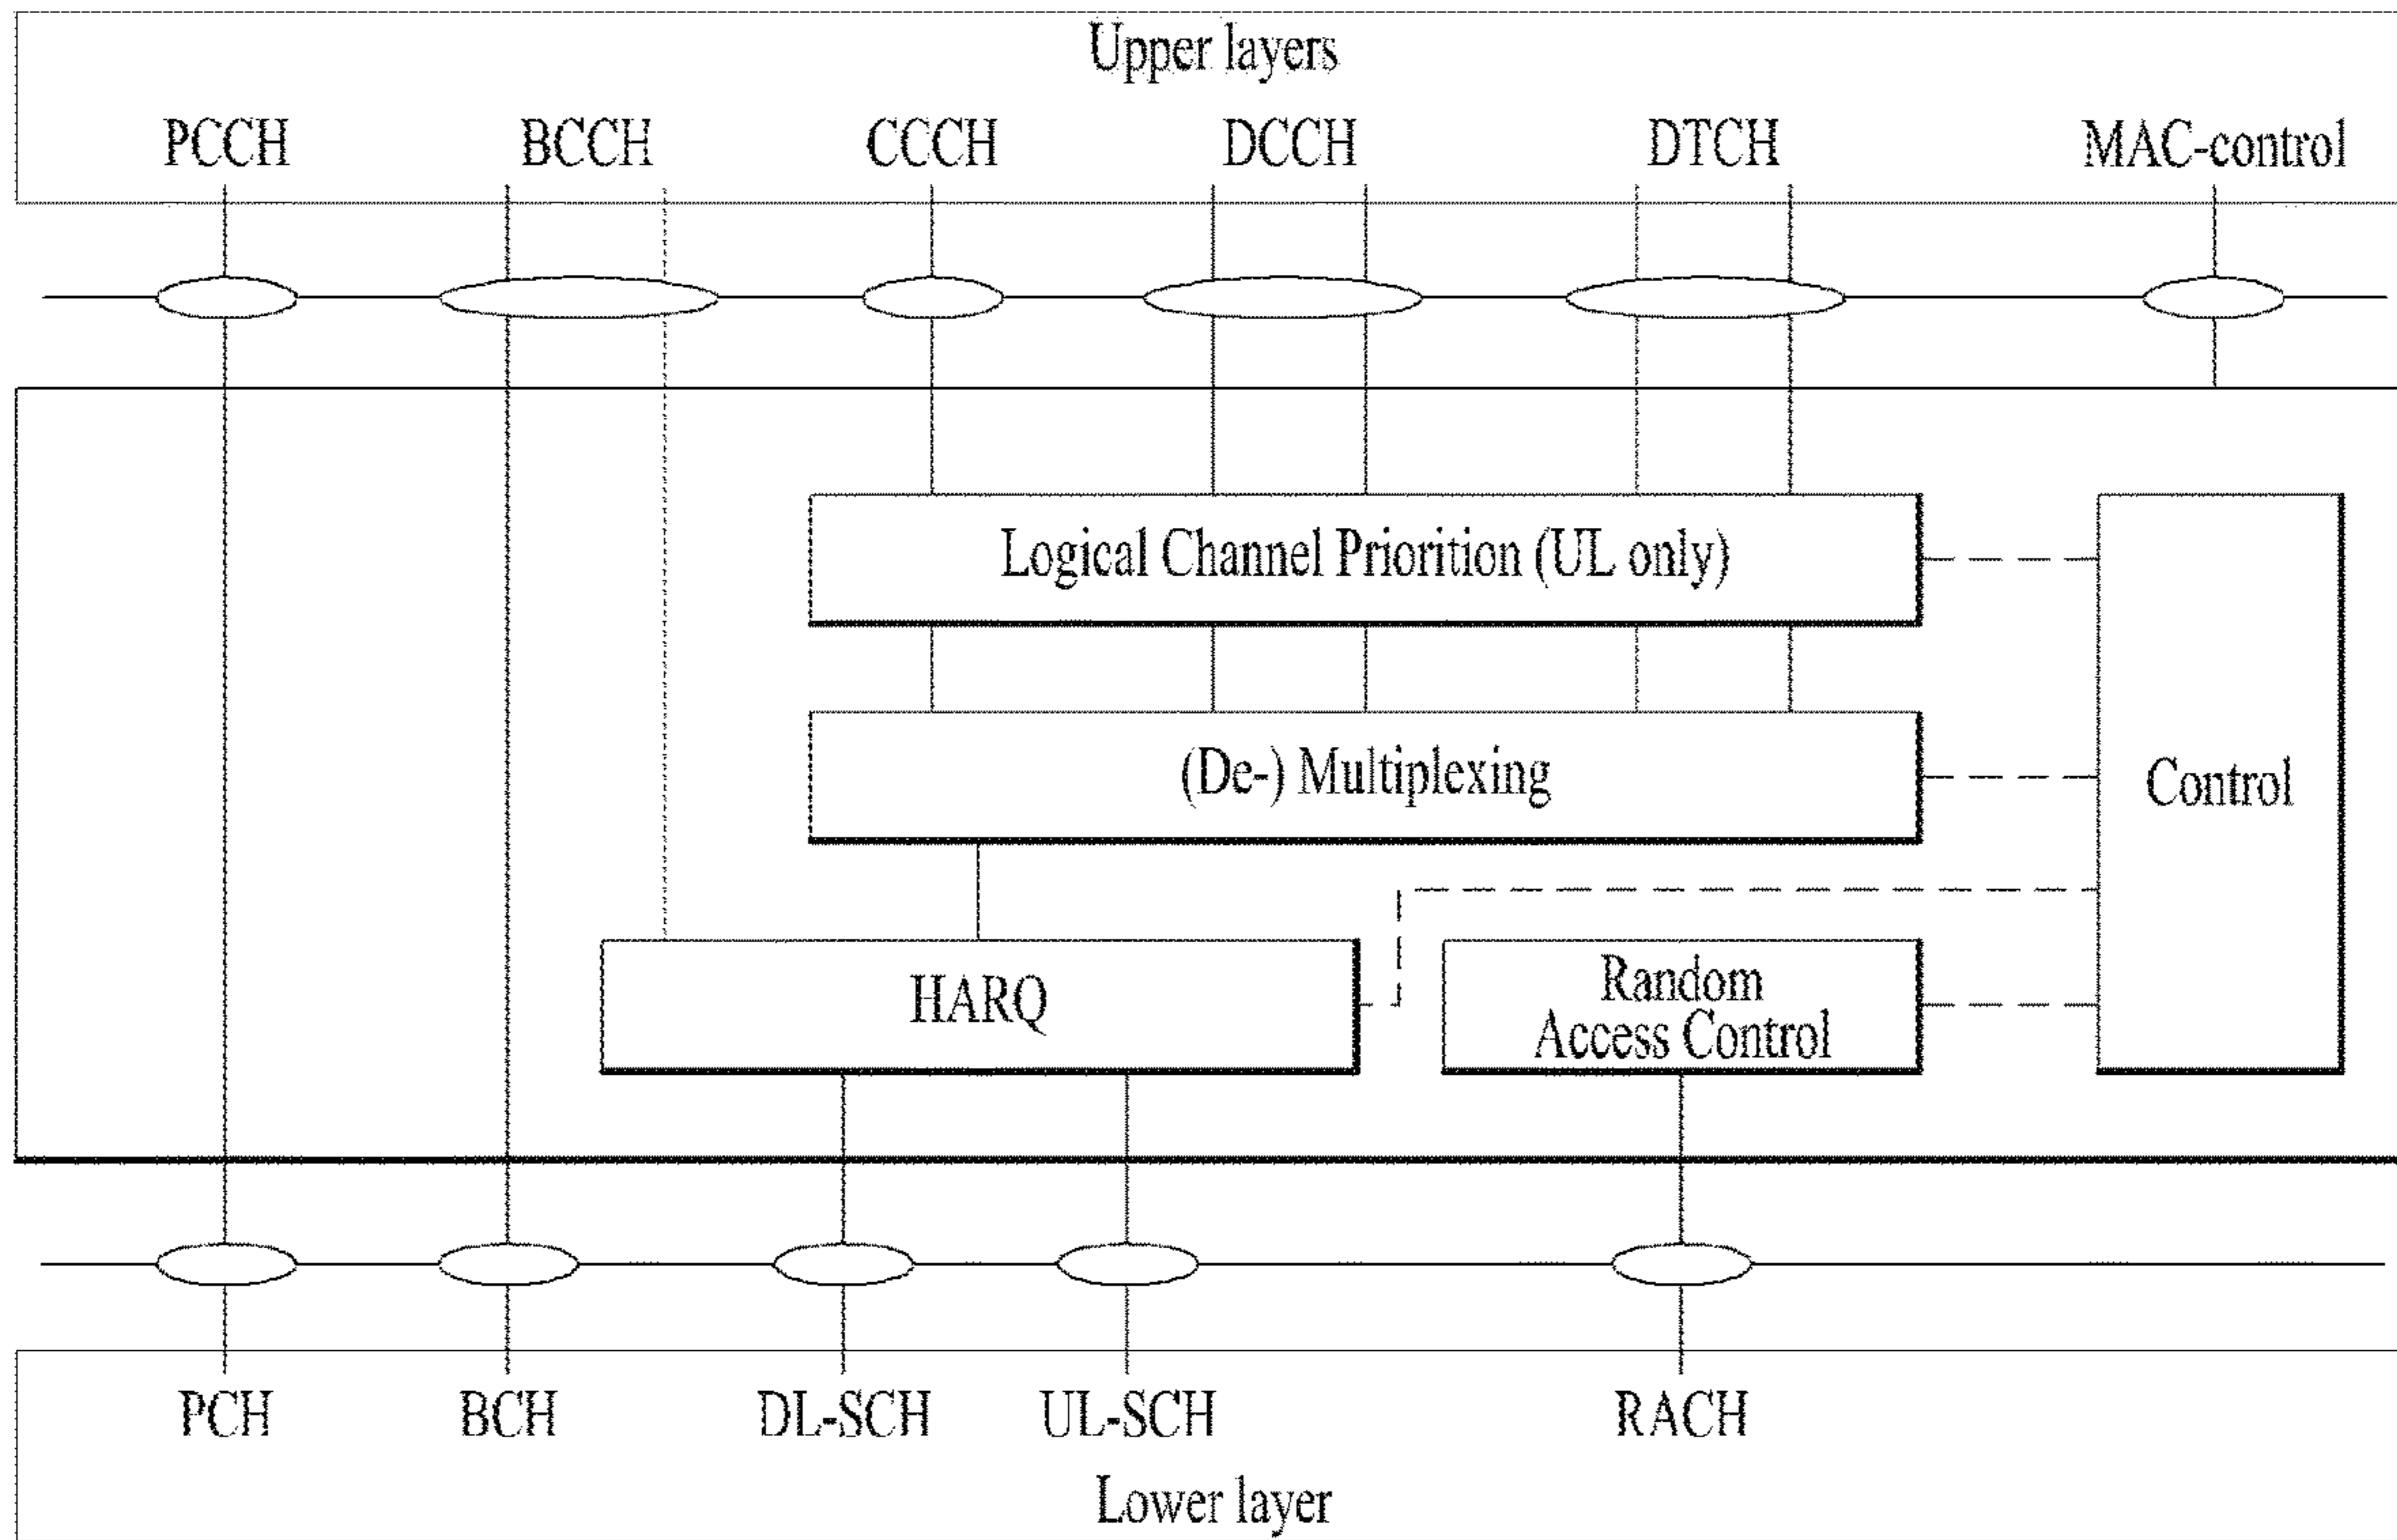 Upper layers
PCCH BCCH CCCH DCCH DTCH MAC-control
Logical Channel Priorition (UL only)
(De-) Multiplexing
Control
HARQ
Random
Access Control
PCH BCH DL-SCH UL-SCH RACH
Lower layer